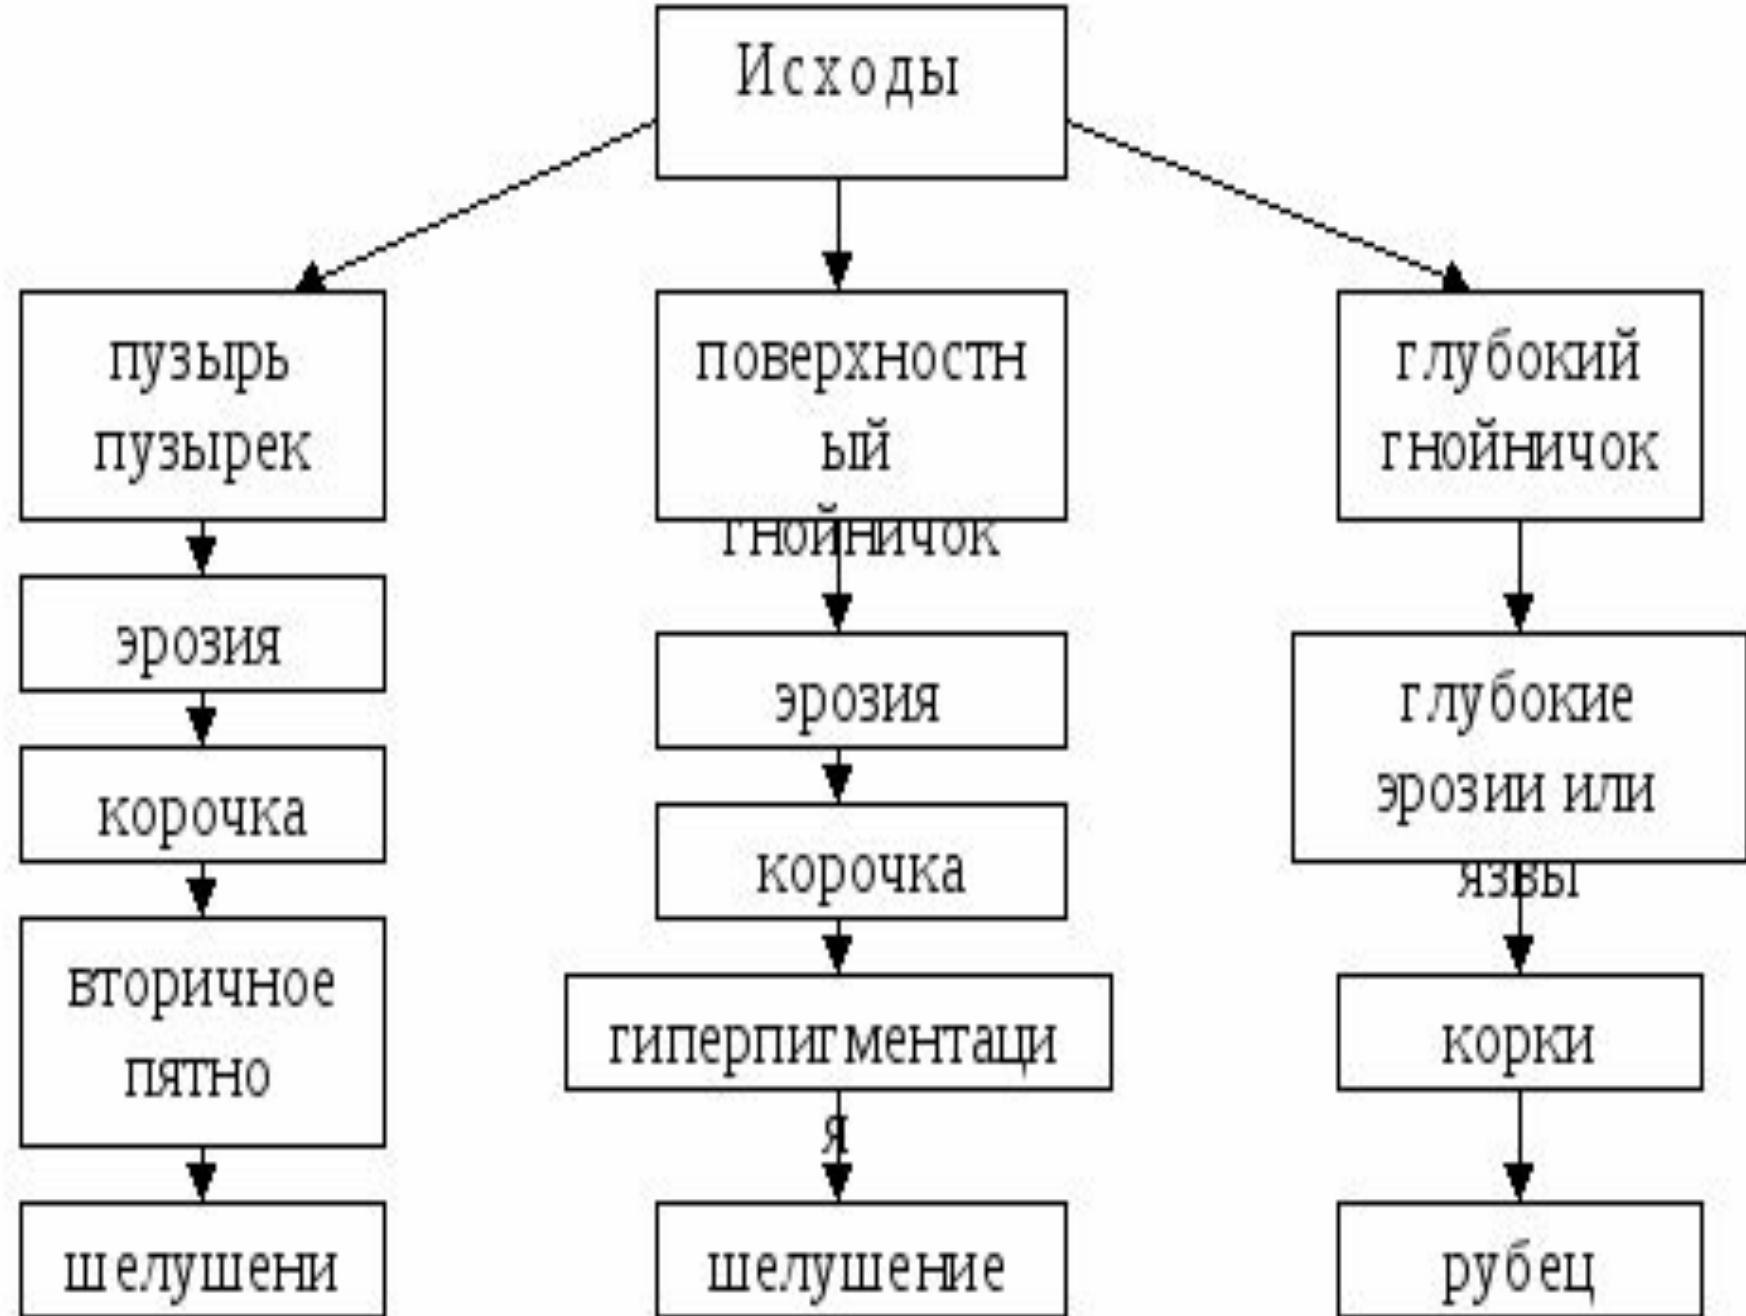 Исходы
пузырь
пузырек
эрозия
корочка
вторичное
пятно
шелушени
поверхностн
ый
гнойничок
эрозия
корочка
гиперпигментаци
я
шелушение
глубокий
гнойничок
глубокие
эрозии или
язвы
корки
рубец